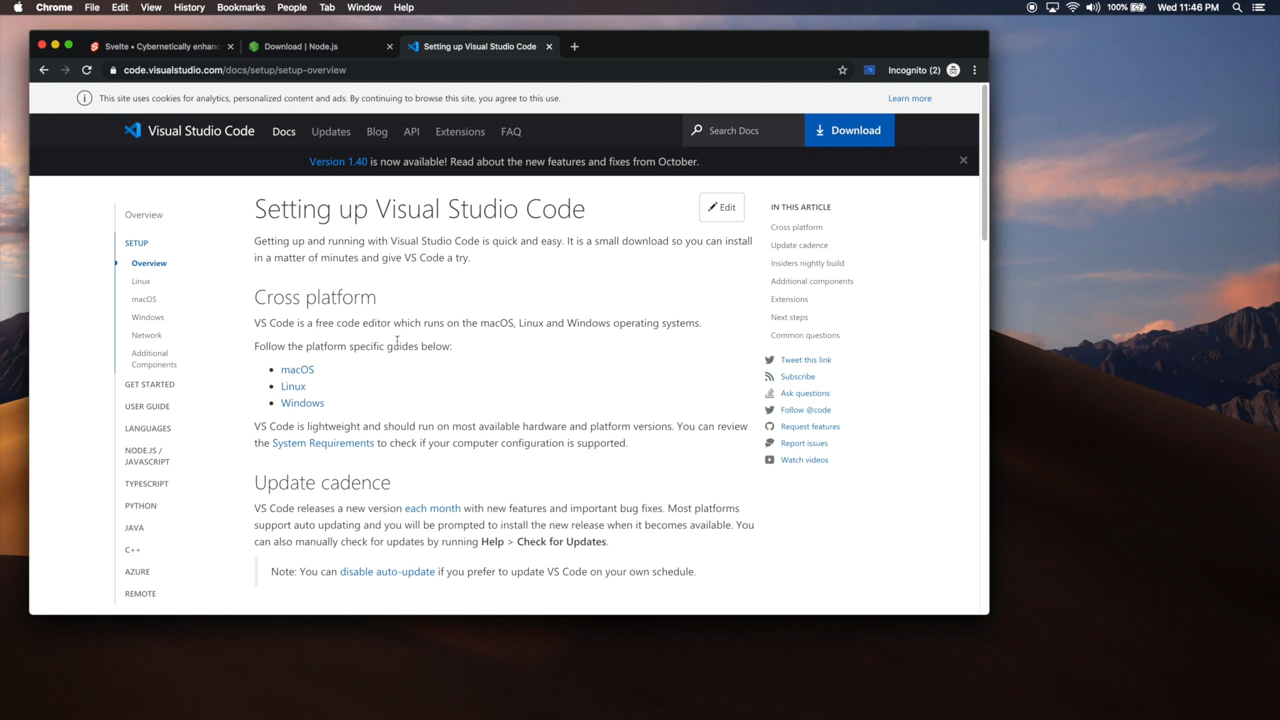 Chrome File Edit View History Bookmarks People Tab Window Help 100% Wed 11:46 PM
Svelte • Cybernetically enhanc Download | Node.js Setting up Visual Studio Code
code.visualstudio.com/docs/setup/setup-overview Incognito (2)
This site uses cookies for analytics, personalized content and ads. By continuing to browse this site, you agree to this use. Learn more
Visual Studio Code Docs Updates Blog API Extensions FAQ Search Docs Download
Version 1.40 is now available! Read about the new features and fixes from October.
Overview
SETUP
Overview
Linux
macOS
Windows
Network
Additional
Components
GET STARTED
USER GUIDE
LANGUAGES
NODE.JS /
JAVASCRIPT
TYPESCRIPT
PYTHON
JAVA
C++
AZURE
REMOTE
Setting up Visual Studio Code
Edit
Getting up and running with Visual Studio Code is quick and easy. It is a small download so you can install
in a matter of minutes and give VS Code a try.
Cross platform
VS Code is a free code editor which runs on the macOS, Linux and Windows operating systems.
Follow the platform specific guides below:
• macOS
• Linux
• Windows
VS Code is lightweight and should run on most available hardware and platform versions. You can review
the System Requirements to check if your computer configuration is supported.
Update cadence
VS Code releases a new version each month with new features and important bug fixes. Most platforms
support auto updating and you will be prompted to install the new release when it becomes available. You
can also manually check for updates by running Help > Check for Updates.
Note: You can disable auto-update if you prefer to update VS Code on your own schedule.
IN THIS ARTICLE
Cross platform
Update cadence
Insiders nightly build
Additional components
Extensions
Next steps
Common questions
Tweet this link
Subscribe
Ask questions
Follow @code
Request features
Report issues
Watch videos